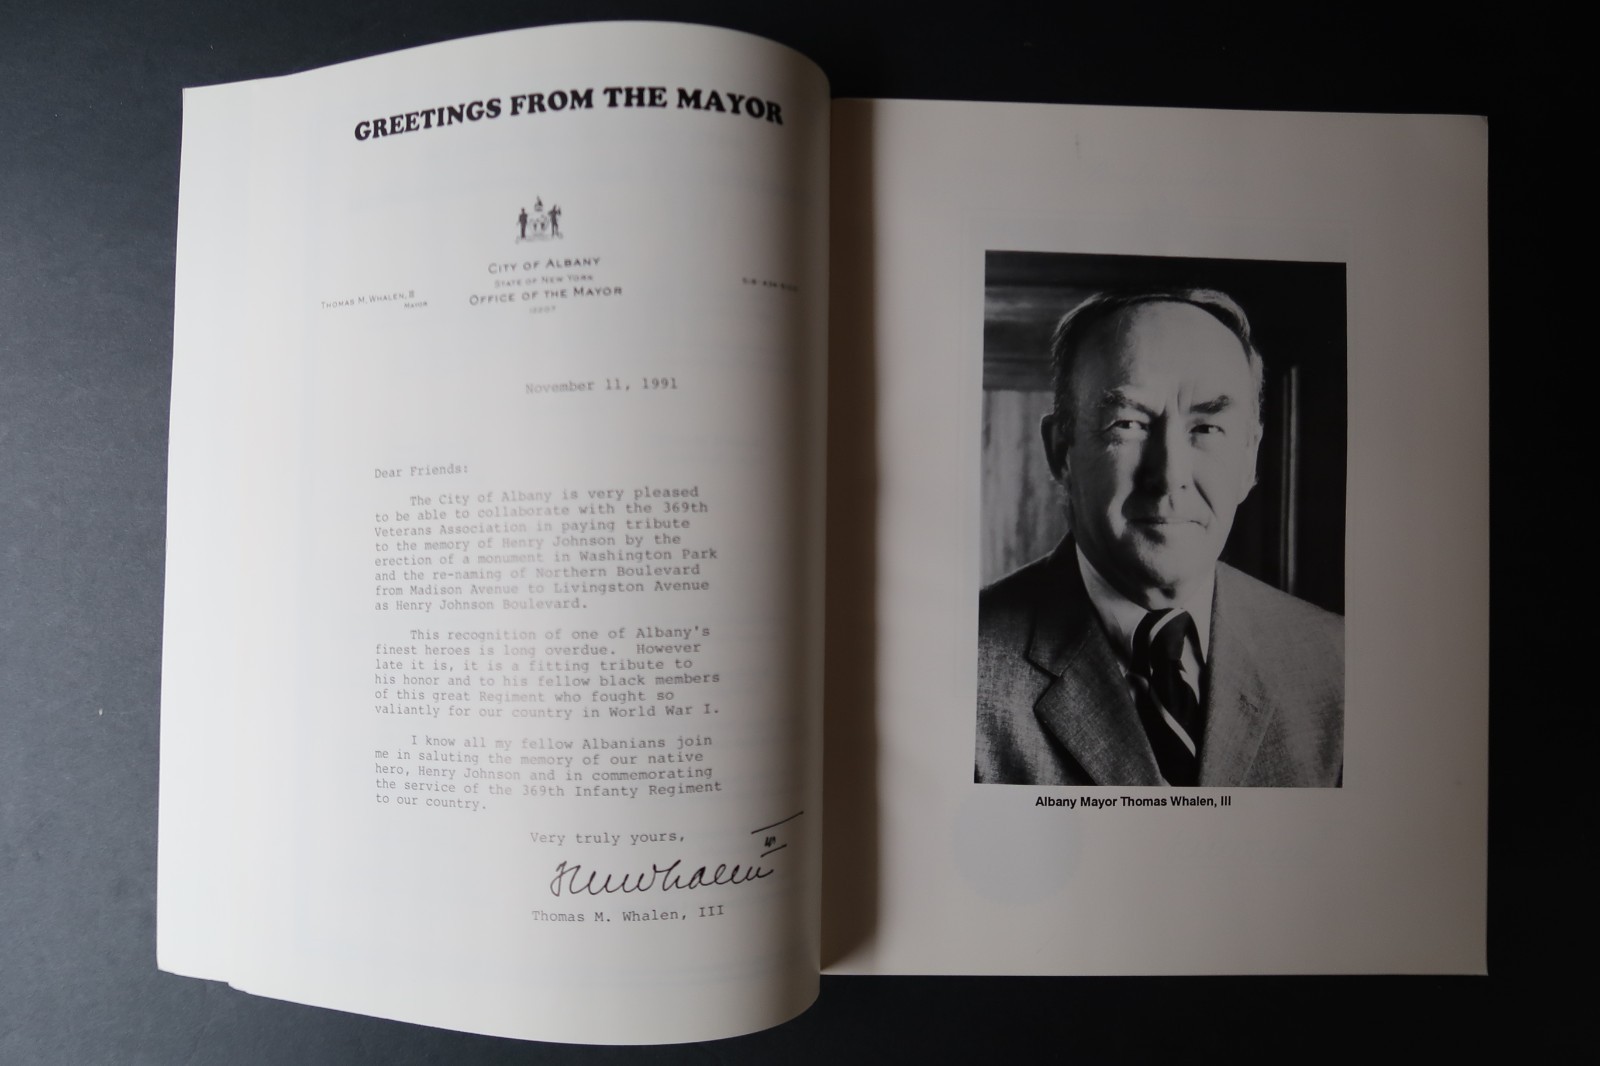 GREETINGS FROM THE MAYOR
CITY OF ALBANY
STATE OF NEW YORK
OFFICE OF THE MAYOR
12207
THOMAS M. WHALEN, III
MAYOR
November 11, 1991
Dear Friends:
The City of Albany is very pleased
to be able to collaborate with the 369th
Veterans Association in paying tribute
to the memory of Henry Johnson by the
erection of a monument in Washington Park
and the re-naming of Northern Boulevard
from Madison Avenue to Livingston Avenue
as Henry Johnson Boulevard.
This recognition of one of Albany's
finest heroes is long overdue. However
late it is, it is a fitting tribute to
his honor and to his fellow black members
of this great Regiment who fought so
valiantly for our country in World War I.
I know all my fellow Albanians join
me in saluting the memory of our native
hero, Henry Johnson and in commemorating
the service of the 369th Infanty Regiment
to our country.
Very truly yours,
Thomas M. Whalen, III
Albany Mayor Thomas Whalen, III